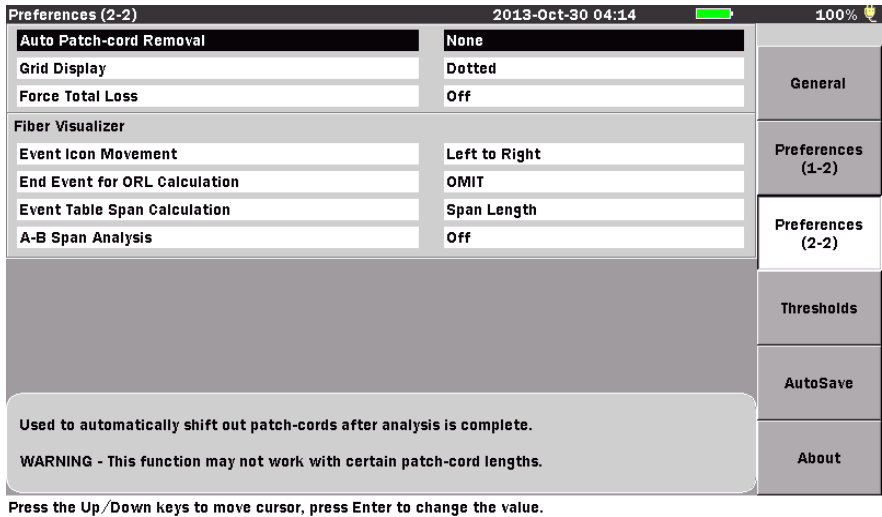 Preferences (2-2) 2013-Oct-30 04:14 100%
Auto Patch-cord Removal None
Grid Display Dotted
Force Total Loss Off
Fiber Visualizer
Event Icon Movement Left to Right
End Event for ORL Calculation OMIT
Event Table Span Calculation Span Length
A-B Span Analysis Off
Used to automatically shift out patch-cords after analysis is complete.
WARNING - This function may not work with certain patch-cord lengths.
General
Preferences
(1-2)
Preferences
(2-2)
Thresholds
AutoSave
About
Press the Up/Down keys to move cursor, press Enter to change the value.